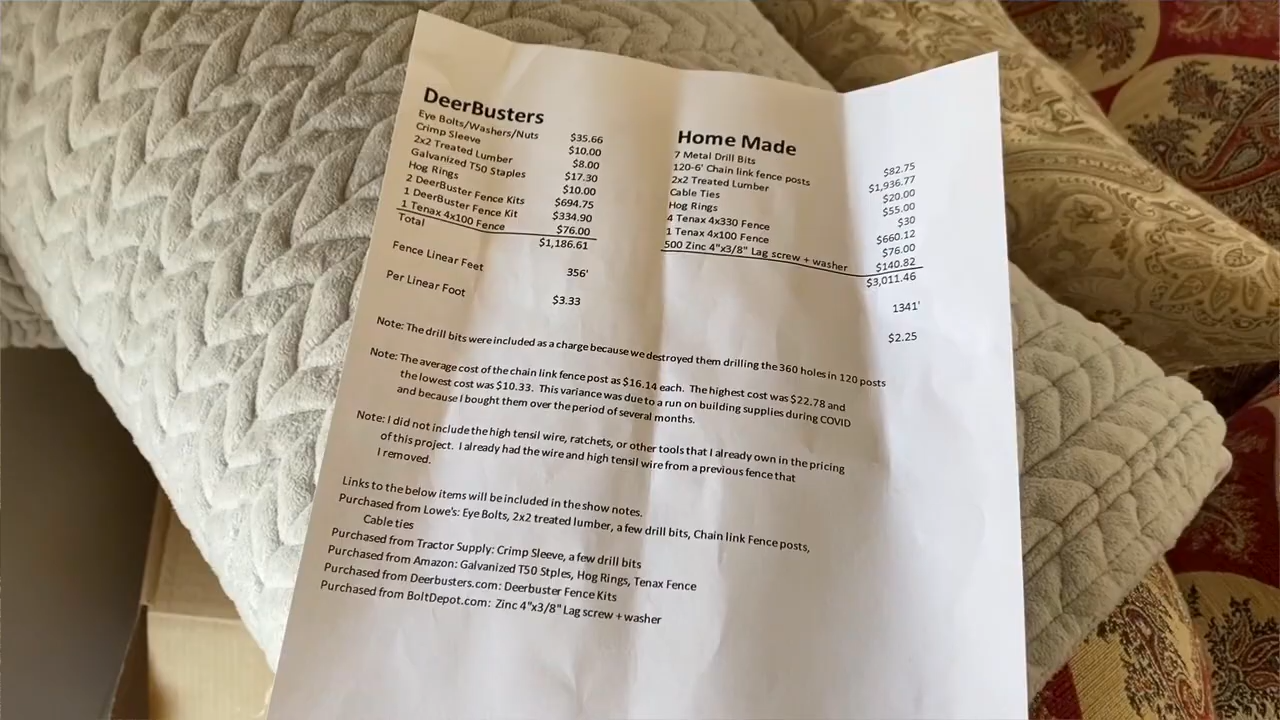 DeerBusters
Eye Bolts/Washers/Nuts $35.66
Crimp Sleeve $10.00
2x2 Treated Lumber $8.00
Galvanized T50 Staples $17.30
Hog Rings $10.00
2 DeerBuster Fence Kits $694.75
1 DeerBuster Fence Kit $334.90
1 Tenax 4x100 Fence $76.00
Total $1,186.61
Fence Linear Feet 356'
Per Linear Foot $3.33
Home Made
7 Metal Drill Bits $82.75
120-6' Chain link fence posts $1,936.77
2x2 Treated Lumber $20.00
Cable Ties $55.00
Hog Rings $30
4 Tenax 4x330 Fence $660.12
1 Tenax 4x100 Fence $76.00
500 Zinc 4"x3/8" Lag screw + washer $140.82
$3,011.46
1341'
$2.25
Note: The drill bits were included as a charge because we destroyed them drilling the 360 holes in 120 posts
Note: The average cost of the chain link fence post as $16.14 each. The highest cost was $22.78 and
the lowest cost was $10.33. This variance was due to a run on building supplies during COVID
and because I bought them over the period of several months.
Note: I did not include the high tensil wire, ratchets, or other tools that I already own in the pricing
of this project. I already had the wire and high tensil wire from a previous fence that
I removed.
Links to the below items will be included in the show notes.
Purchased from Lowe's: Eye Bolts, 2x2 treated lumber, a few drill bits, Chain link Fence posts,
Cable ties
Purchased from Tractor Supply: Crimp Sleeve, a few drill bits
Purchased from Amazon: Galvanized T50 Stples, Hog Rings, Tenax Fence
Purchased from Deerbusters.com: Deerbuster Fence Kits
Purchased from BoltDepot.com: Zinc 4"x3/8" Lag screw + washer